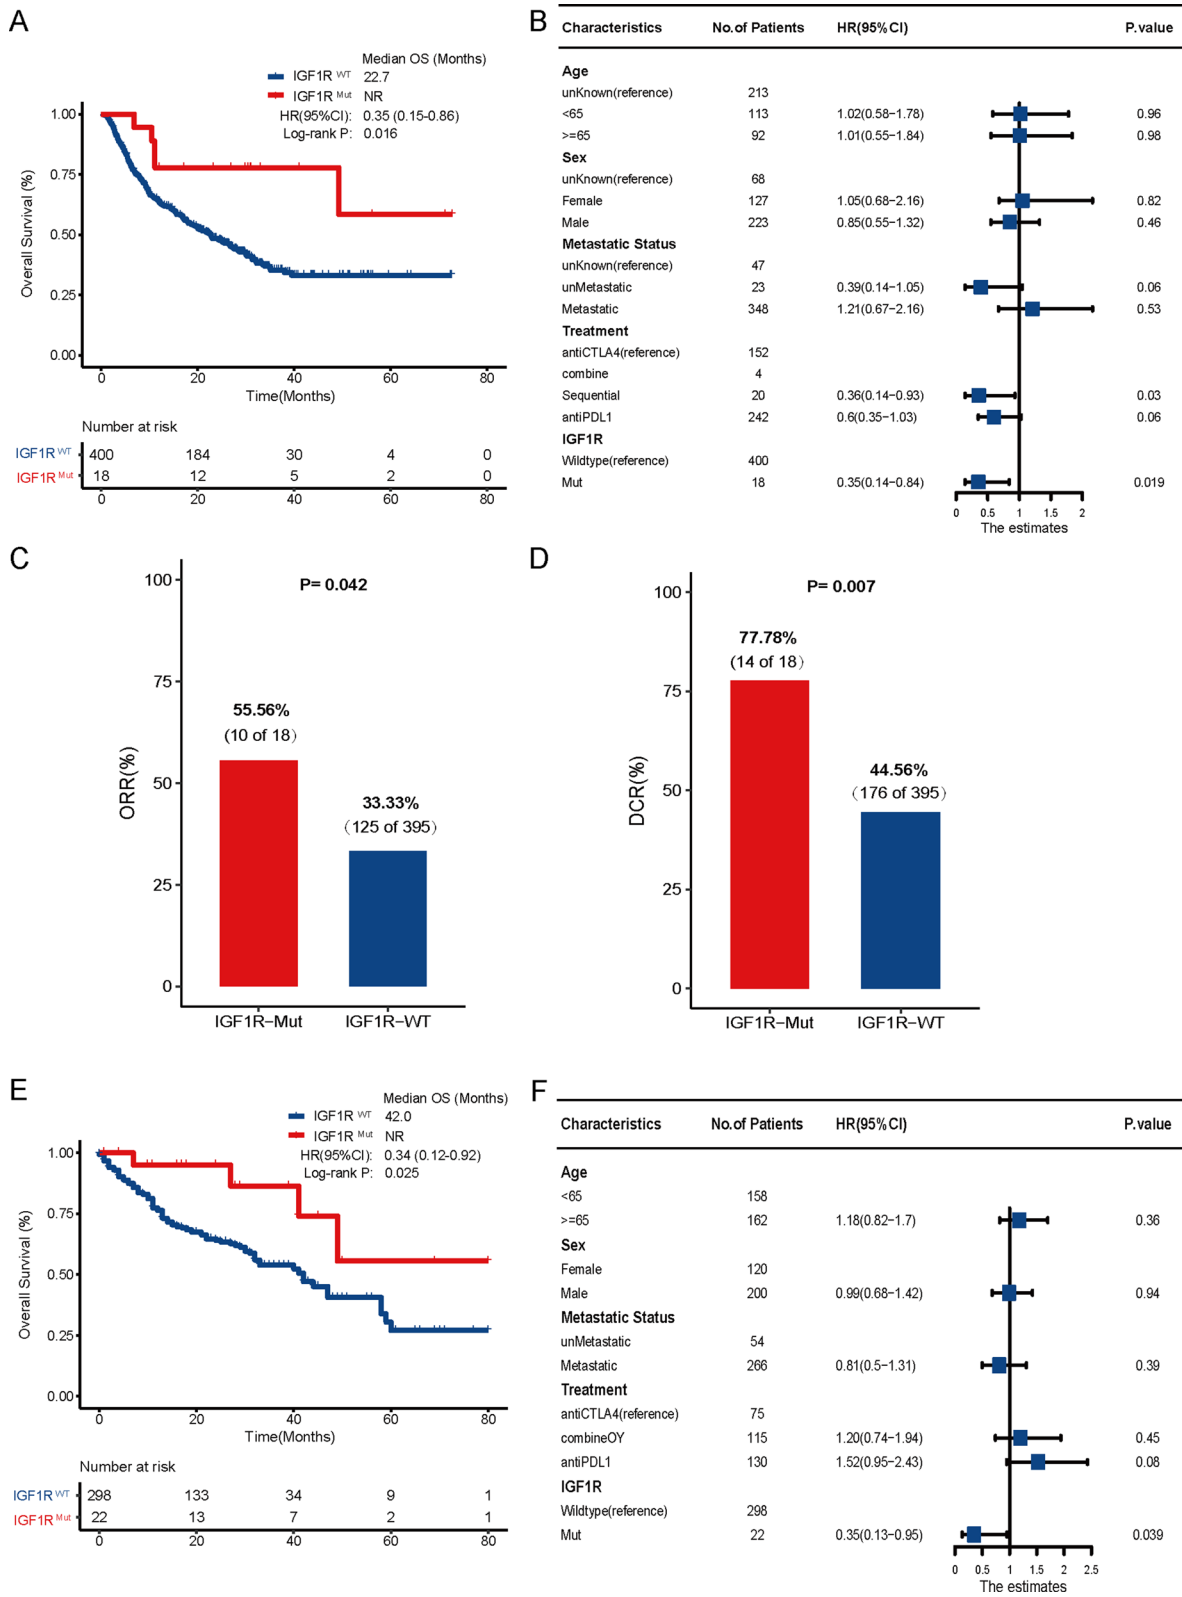 A
Median OS (Months)
IGF1R WT 22.7
IGF1R Mut NR
HR(95%CI): 0.35 (0.15-0.86)
Log-rank P: 0.016
Overall Survival (%)
1.00
0.75
0.50
0.25
0.00
0 20 40 60 80
Time(Months)
Number at risk
IGF1R WT 400 184 30 4 0
IGF1R Mut 18 12 5 2 0
0 20 40 60 80
B
Characteristics No.of Patients HR(95%CI) P.value
Age
unKnown(reference) 213
<65 113 1.02(0.58−1.78) 0.96
>=65 92 1.01(0.55−1.84) 0.98
Sex
unKnown(reference) 68
Female 127 1.05(0.68−2.16) 0.82
Male 223 0.85(0.55−1.32) 0.46
Metastatic Status
unKnown(reference) 47
unMetastatic 23 0.39(0.14−1.05) 0.06
Metastatic 348 1.21(0.67−2.16) 0.53
Treatment
antiCTLA4(reference) 152
combine 4
Sequential 20 0.36(0.14−0.93) 0.03
antiPDL1 242 0.6(0.35−1.03) 0.06
IGF1R
Wildtype(reference) 400
Mut 18 0.35(0.14−0.84) 0.019
0 0.5 1 1.5 2
The estimates
C
P= 0.042
ORR(%)
100
75
50
25
0
55.56%
(10 of 18)
33.33%
(125 of 395)
IGF1R−Mut IGF1R−WT
D
P= 0.007
DCR(%)
100
75
50
25
0
77.78%
(14 of 18)
44.56%
(176 of 395)
IGF1R−Mut IGF1R−WT
E
Median OS (Months)
IGF1R WT 42.0
IGF1R Mut NR
HR(95%CI): 0.34 (0.12-0.92)
Log-rank P: 0.025
Overall Survival (%)
1.00
0.75
0.50
0.25
0.00
0 20 40 60 80
Time(Months)
Number at risk
IGF1R WT 298 133 34 9 1
IGF1R Mut 22 13 7 2 1
0 20 40 60 80
F
Characteristics No.of Patients HR(95%CI) P.value
Age
<65 158
>=65 162 1.18(0.82−1.7) 0.36
Sex
Female 120
Male 200 0.99(0.68−1.42) 0.94
Metastatic Status
unMetastatic 54
Metastatic 266 0.81(0.5−1.31) 0.39
Treatment
antiCTLA4(reference) 75
combineOY 115 1.20(0.74−1.94) 0.45
antiPDL1 130 1.52(0.95−2.43) 0.08
IGF1R
Wildtype(reference) 298
Mut 22 0.35(0.13−0.95) 0.039
0 0.5 1 1.5 2 2.5
The estimates